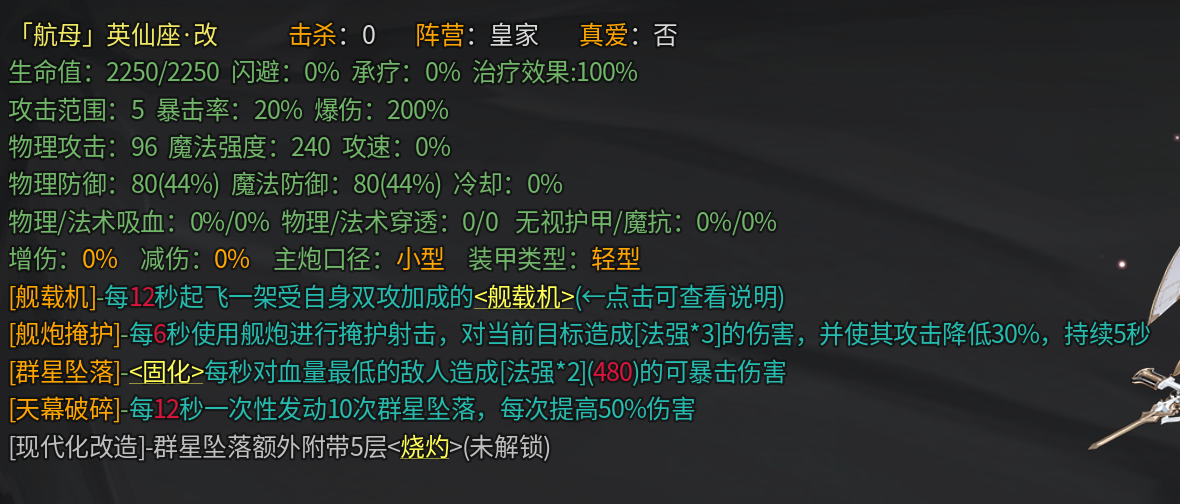 「航母」英仙座·改 击杀：0 阵营：皇家 真爱：否
生命值：2250/2250 闪避：0% 承疗：0% 治疗效果:100%
攻击范围：5 暴击率：20% 爆伤：200%
物理攻击：96 魔法强度：240 攻速：0%
物理防御：80(44%) 魔法防御：80(44%) 冷却：0%
物理/法术吸血：0%/0% 物理/法术穿透：0/0 无视护甲/魔抗：0%/0%
增伤：0% 减伤：0% 主炮口径：小型 装甲类型：轻型
[舰载机]-每12秒起飞一架受自身双攻加成的<舰载机>(←点击可查看说明)
[舰炮掩护]-每6秒使用舰炮进行掩护射击，对当前目标造成[法强*3]的伤害，并使其攻击降低30%，持续5秒
[群星坠落]-<固化>每秒对血量最低的敌人造成[法强*2](480)的可暴击伤害
[天幕破碎]-每12秒一次性发动10次群星坠落，每次提高50%伤害
[现代化改造]-群星坠落额外附带5层<烧灼>(未解锁)